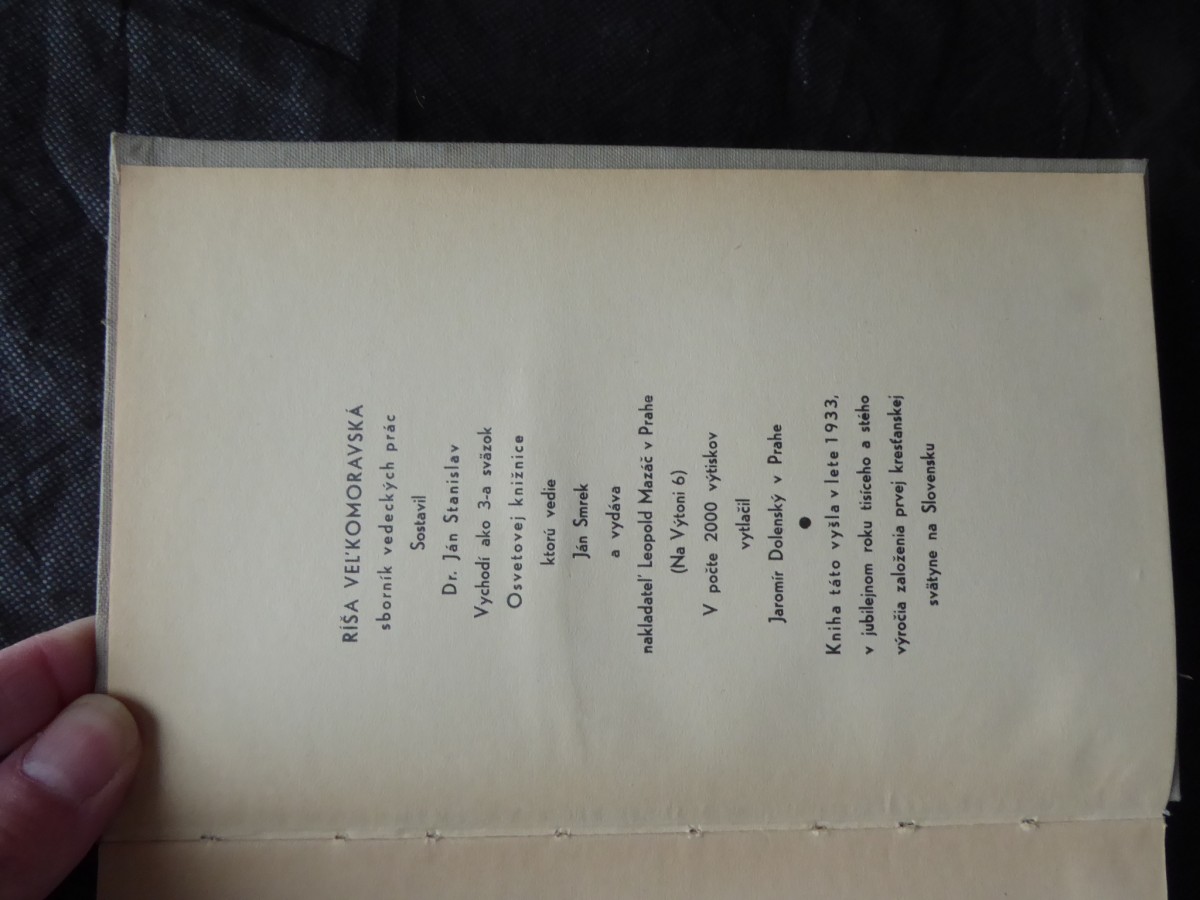 RÍŠA VEĽKOMORAVSKÁ
sborník vedeckých prác
Sostavil
Dr. Ján Stanislav
Vychodí ako 3-a sväzok
Osvetovej knižnice
ktorú vedie
Ján Smrek
a vydáva
nakladateľ Leopold Mazáč v Prahe
(Na Výtoni 6)
V počte 2000 výtiskov
vytlačil
Jaromír Dolenský v Prahe
●
Kniha táto vyšla v lete 1933,
v jubilejnom roku tisíceho a stého
výročia založenia prvej kresťanskej
svätyne na Slovensku